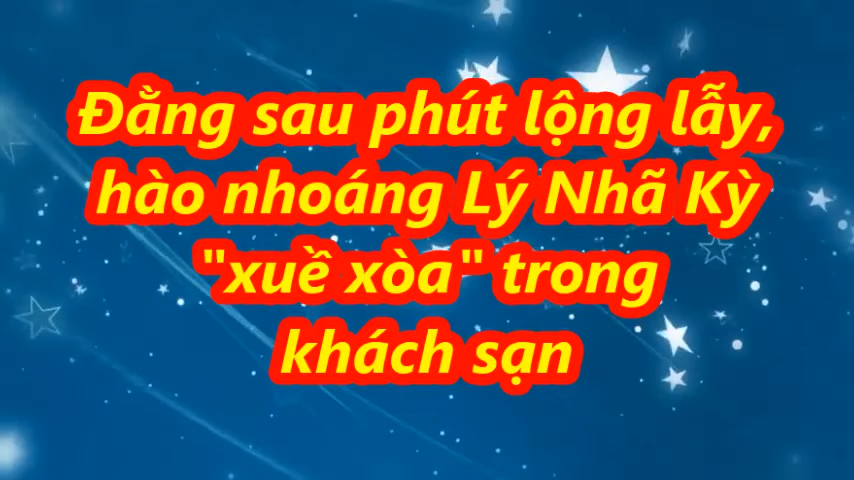 Đằng sau phút lộng lẫy,
hào nhoáng Lý Nhã Kỳ
"xuề xòa" trong
khách sạn